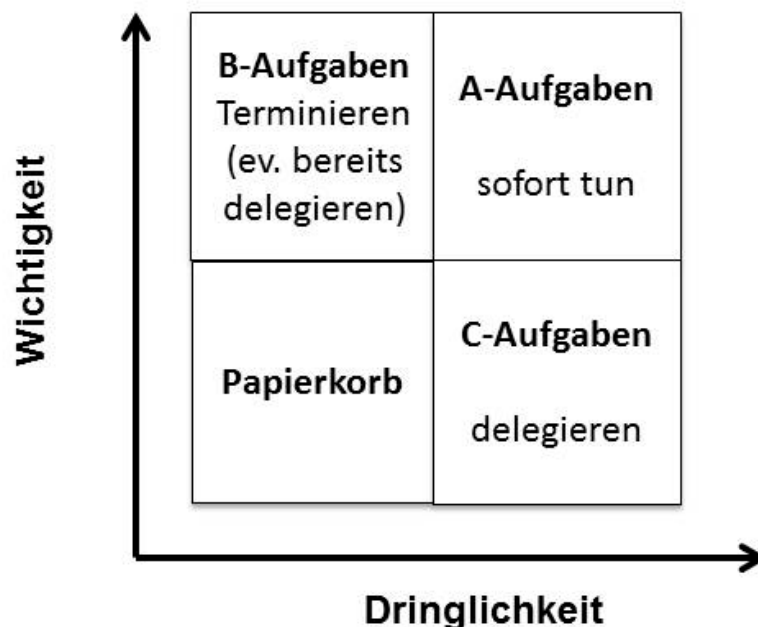 Wichtigkeit
B-Aufgaben
Terminieren
(ev. bereits
delegieren)
A-Aufgaben
sofort tun
Papierkorb
C-Aufgaben
delegieren
Dringlichkeit